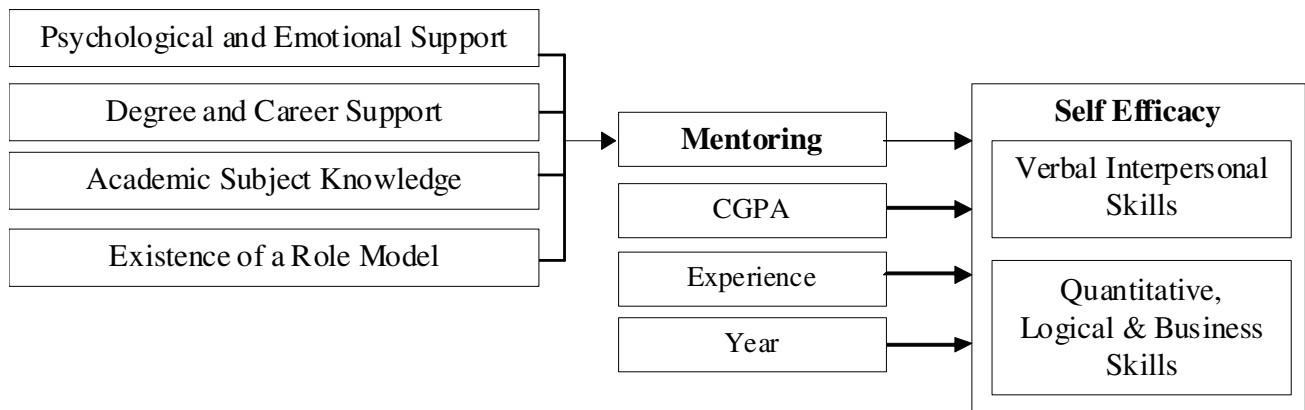 Psychological and Emotional Support
Degree and Career Support
Academic Subject Knowledge
Existence of a Role Model
Mentoring
CGPA
Experience
Year
Self Efficacy
Verbal Interpersonal
Skills
Quantitative,
Logical & Business
Skills